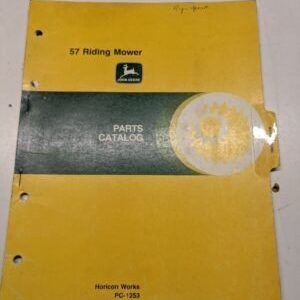 57 Riding Mower
JOHN DEERE
PARTS
CATALOG
Horicon Works
PC-1253